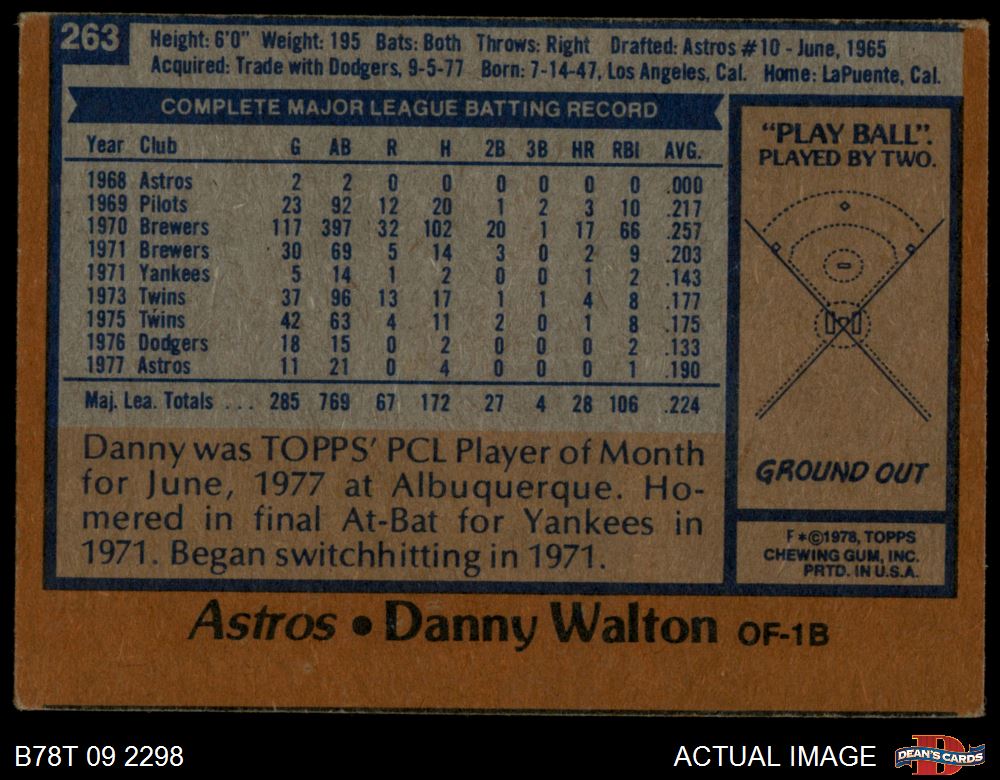 263
Height: 6'0" Weight: 195 Bats: Both Throws: Right Drafted: Astros #10 - June, 1965
Acquired: Trade with Dodgers, 9-5-77 Born: 7-14-47, Los Angeles, Cal. Home: LaPuente, Cal.
COMPLETE MAJOR LEAGUE BATTING RECORD
Year Club G AB R H 2B 3B HR RBI AVG.
1968 Astros 2 2 0 0 0 0 0 0 .000
1969 Pilots 23 92 12 20 1 2 3 10 .217
1970 Brewers 117 397 32 102 20 1 17 66 .257
1971 Brewers 30 69 5 14 3 0 2 9 .203
1971 Yankees 5 14 1 2 0 0 1 2 .143
1973 Twins 37 96 13 17 1 1 4 8 .177
1975 Twins 42 63 4 11 2 0 1 8 .175
1976 Dodgers 18 15 0 2 0 0 0 2 .133
1977 Astros 11 21 0 4 0 0 0 1 .190
Maj. Lea. Totals ... 285 769 67 172 27 4 28 106 .224
Danny was TOPPS' PCL Player of Month
for June, 1977 at Albuquerque. Ho-
mered in final At-Bat for Yankees in
1971. Began switchhitting in 1971.
"PLAY BALL".
PLAYED BY TWO.
GROUND OUT
F *©1978, TOPPS
CHEWING GUM, INC.
PRTD. IN U.S.A.
Astros • Danny Walton OF-1B
B78T 09 2298
ACTUAL IMAGE
DEAN'S CARDS